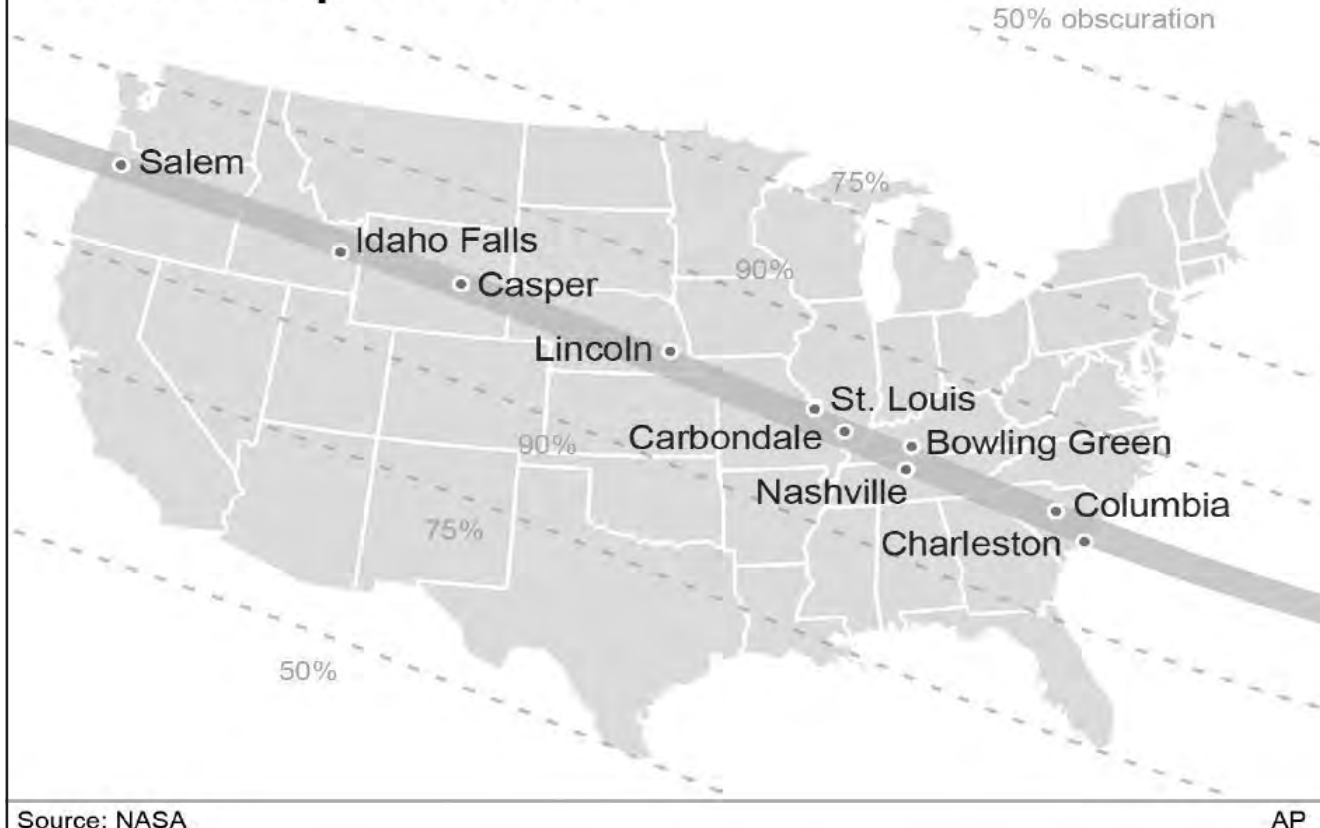 50% obscuration
Salem
75%
Idaho Falls
90%
Casper
Lincoln
St. Louis
Carbondale
Bowling Green
90%
Nashville
Columbia
75%
Charleston
50%
Source: NASA
AP